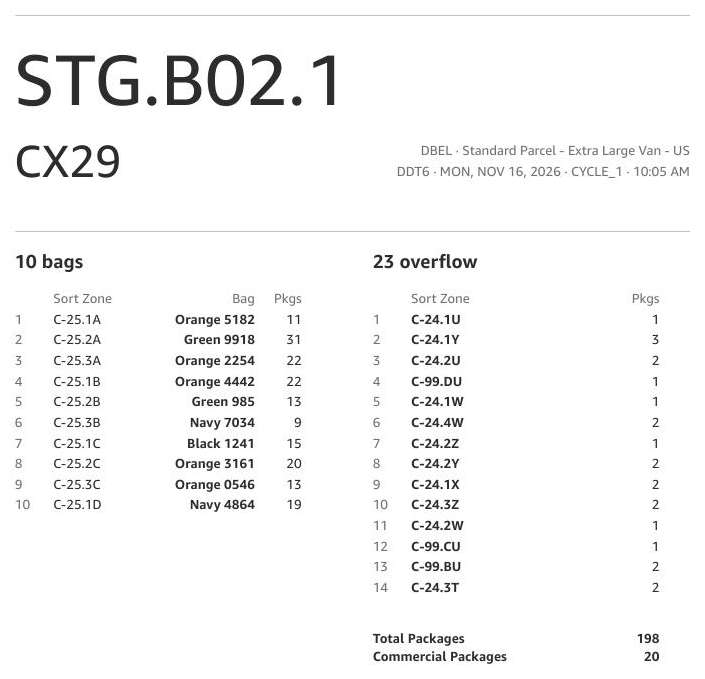 STG.B02.1
CX29
DBEL · Standard Parcel - Extra Large Van - US
DDT6 · MON, NOV 16, 2026 · CYCLE_1 · 10:05 AM
10 bags
Sort Zone Bag Pkgs
1 C-25.1A Orange 5182 11
2 C-25.2A Green 9918 31
3 C-25.3A Orange 2254 22
4 C-25.1B Orange 4442 22
5 C-25.2B Green 985 13
6 C-25.3B Navy 7034 9
7 C-25.1C Black 1241 15
8 C-25.2C Orange 3161 20
9 C-25.3C Orange 0546 13
10 C-25.1D Navy 4864 19
23 overflow
Sort Zone Pkgs
1 C-24.1U 1
2 C-24.1Y 3
3 C-24.2U 2
4 C-99.DU 1
5 C-24.1W 1
6 C-24.4W 2
7 C-24.2Z 1
8 C-24.2Y 2
9 C-24.1X 2
10 C-24.3Z 2
11 C-24.2W 1
12 C-99.CU 1
13 C-99.BU 2
14 C-24.3T 2
Total Packages 198
Commercial Packages 20